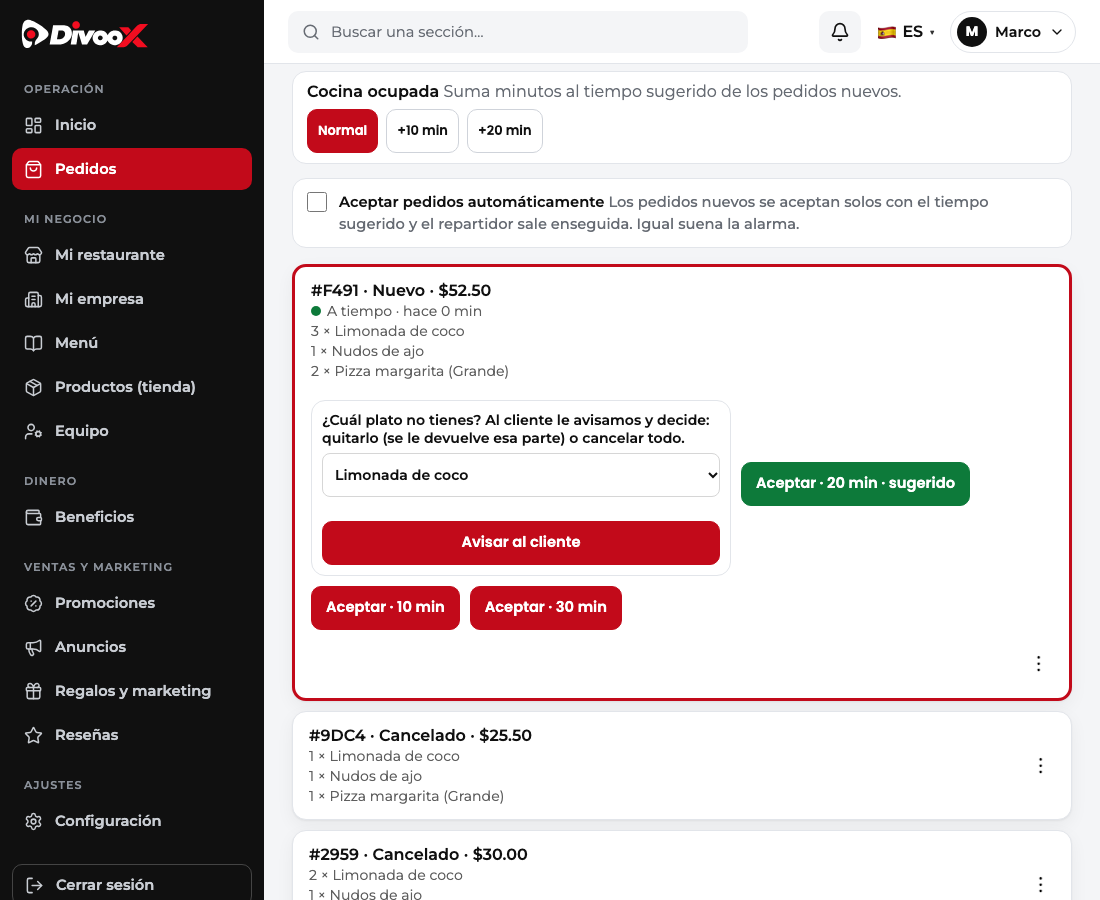 DivooX
OPERACIÓN
Inicio
Pedidos
MI NEGOCIO
Mi restaurante
Mi empresa
Menú
Productos (tienda)
Equipo
DINERO
Beneficios
VENTAS Y MARKETING
Promociones
Anuncios
Regalos y marketing
Reseñas
AJUSTES
Configuración
Cerrar sesión
Buscar una sección...
ES
M Marco
Cocina ocupada Suma minutos al tiempo sugerido de los pedidos nuevos.
Normal +10 min +20 min
Aceptar pedidos automáticamente Los pedidos nuevos se aceptan solos con el tiempo
sugerido y el repartidor sale enseguida. Igual suena la alarma.
#F491 · Nuevo · $52.50
A tiempo · hace 0 min
3 × Limonada de coco
1 × Nudos de ajo
2 × Pizza margarita (Grande)
¿Cuál plato no tienes? Al cliente le avisamos y decide:
quitarlo (se le devuelve esa parte) o cancelar todo.
Limonada de coco
Avisar al cliente
Aceptar · 20 min · sugerido
Aceptar · 10 min Aceptar · 30 min
#9DC4 · Cancelado · $25.50
1 × Limonada de coco
1 × Nudos de ajo
1 × Pizza margarita (Grande)
#2959 · Cancelado · $30.00
2 × Limonada de coco
1 × Nudos de ajo